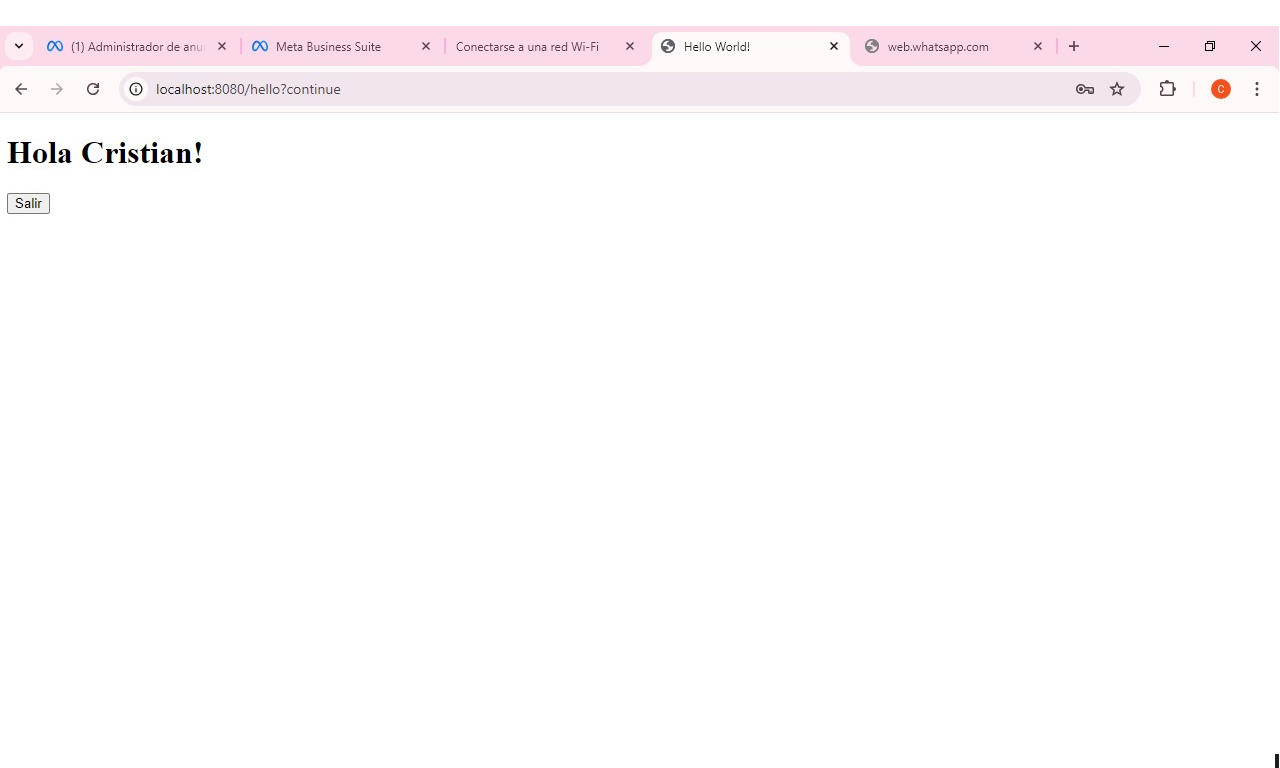 (1) Administrador de anu
Meta Business Suite
Conectarse a una red Wi-Fi
Hello World!
web.whatsapp.com
localhost:8080/hello?continue
C
Hola Cristian!
Salir